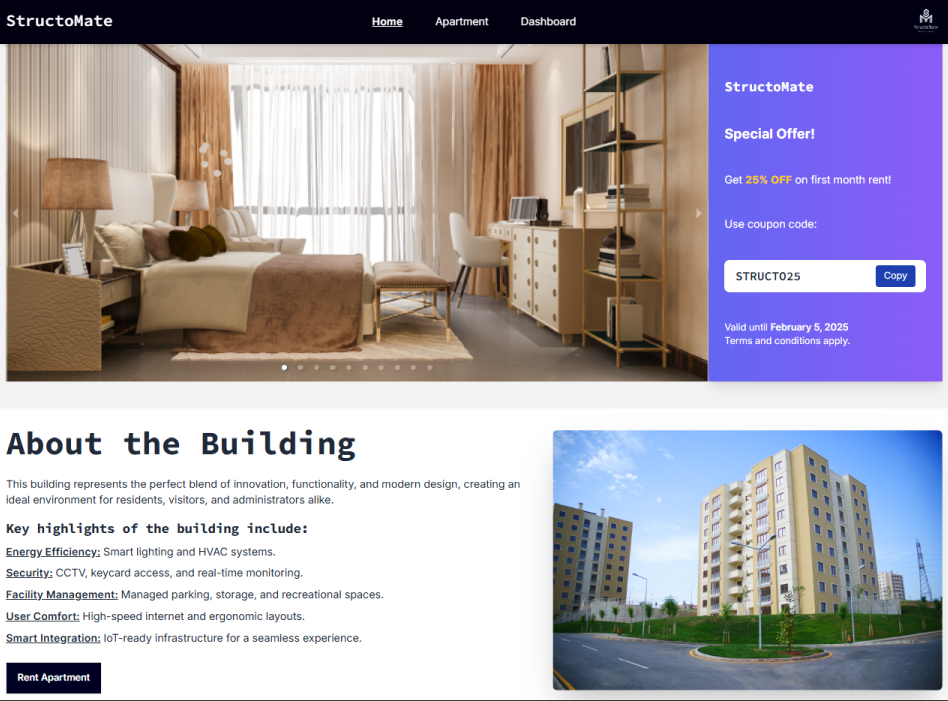 StructoMate
Home Apartment Dashboard
StructoMate
Special Offer!
Get 25% OFF on first month rent!
Use coupon code:
STRUCTO25 Copy
Valid until February 5, 2025
Terms and conditions apply.
About the Building
This building represents the perfect blend of innovation, functionality, and modern design, creating an
ideal environment for residents, visitors, and administrators alike.
Key highlights of the building include:
Energy Efficiency: Smart lighting and HVAC systems.
Security: CCTV, keycard access, and real-time monitoring.
Facility Management: Managed parking, storage, and recreational spaces.
User Comfort: High-speed internet and ergonomic layouts.
Smart Integration: IoT-ready infrastructure for a seamless experience.
Rent Apartment